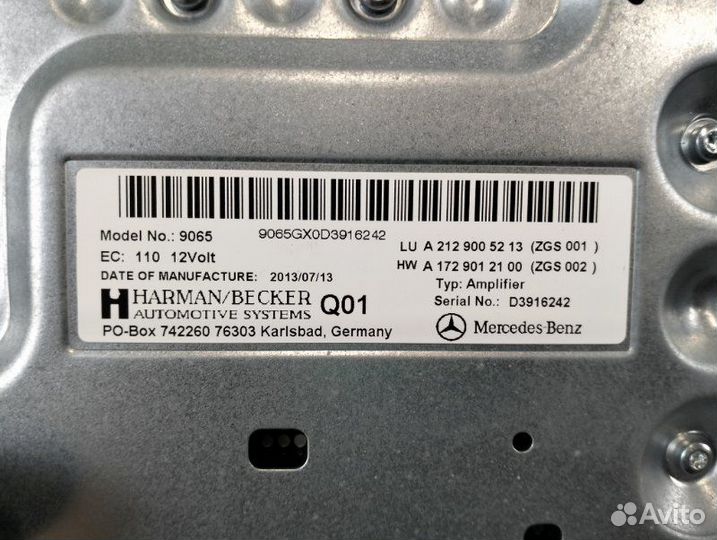 Model No.: 9065
9065GX0D3916242
EC: 110 12Volt
DATE OF MANUFACTURE: 2013/07/13
HARMAN/BECKER
AUTOMOTIVE SYSTEMS
Q01
PO-Box 742260 76303 Karlsbad, Germany
LU A 212 900 52 13 (ZGS 001 )
HW A 172 901 21 00 (ZGS 002 )
Typ: Amplifier
Serial No.: D3916242
Mercedes-Benz
Avito